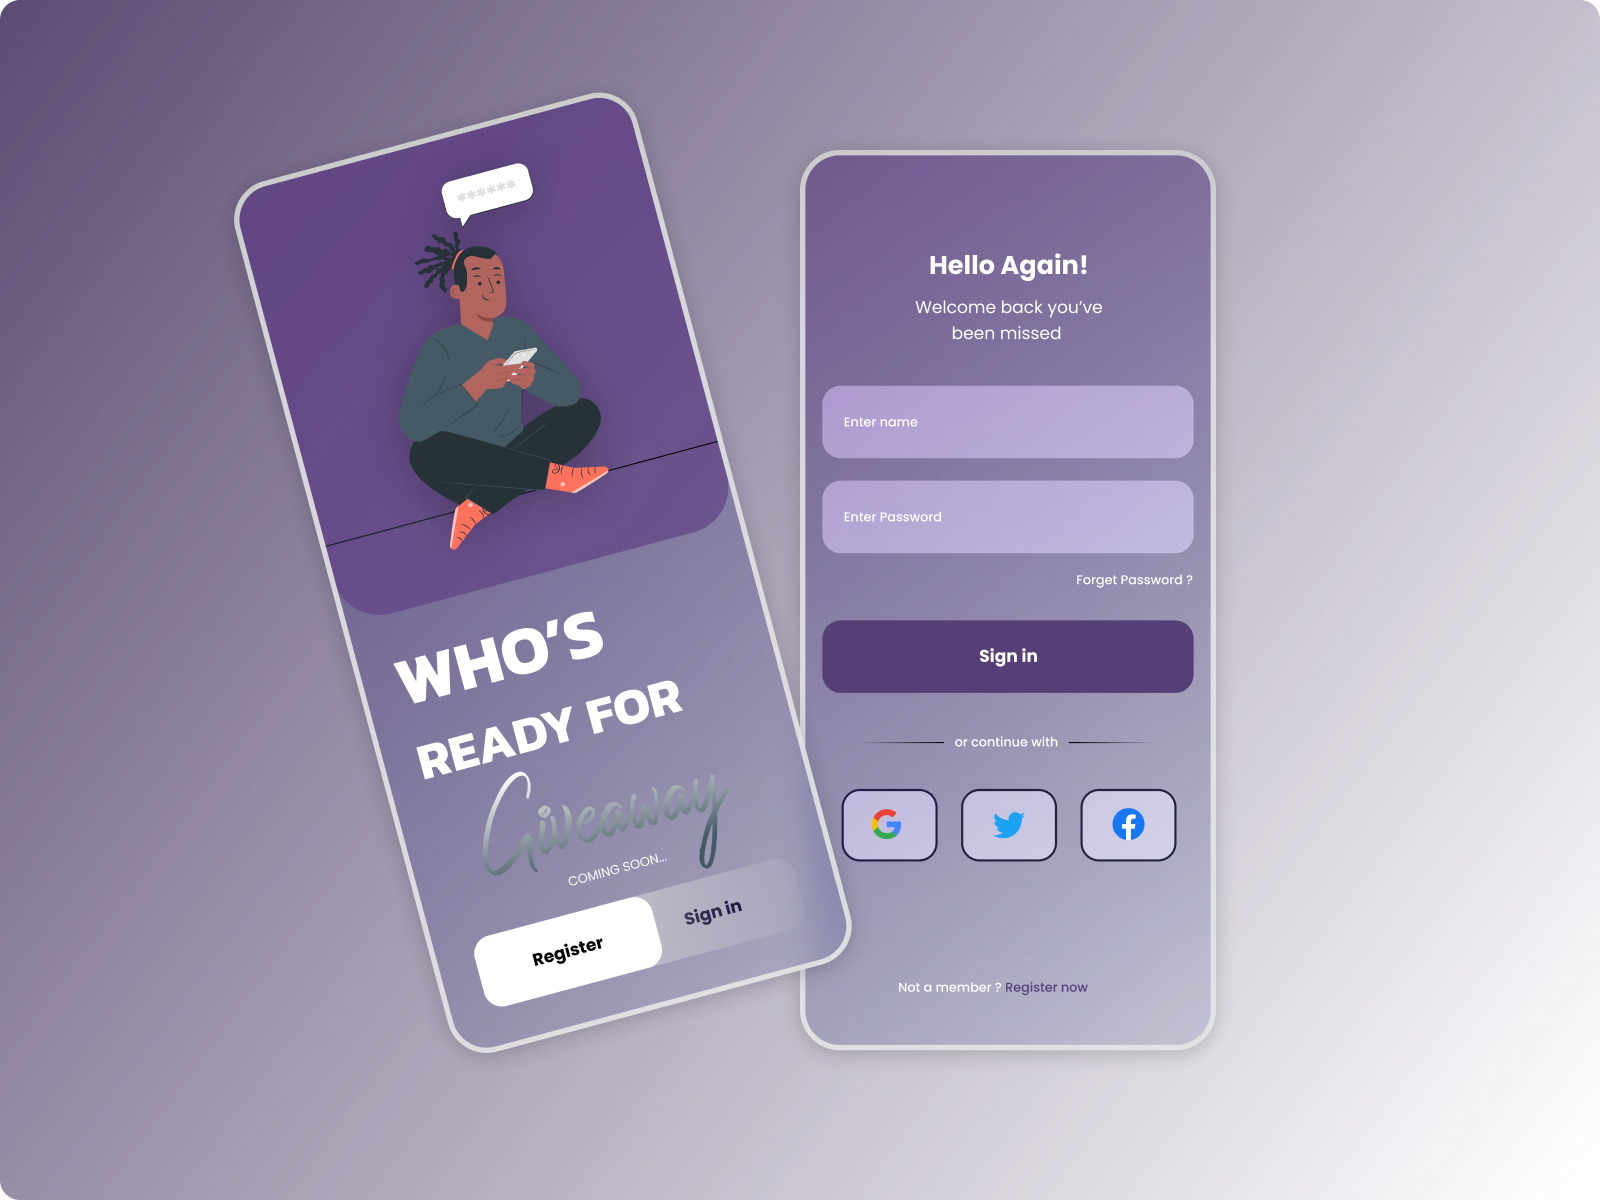 ******
WHO’S
READY FOR
Giveaway
COMING SOON...
Register
Sign in
Hello Again!
Welcome back you’ve
been missed
Enter name
Enter Password
Forget Password ?
Sign in
or continue with
Not a member ? Register now